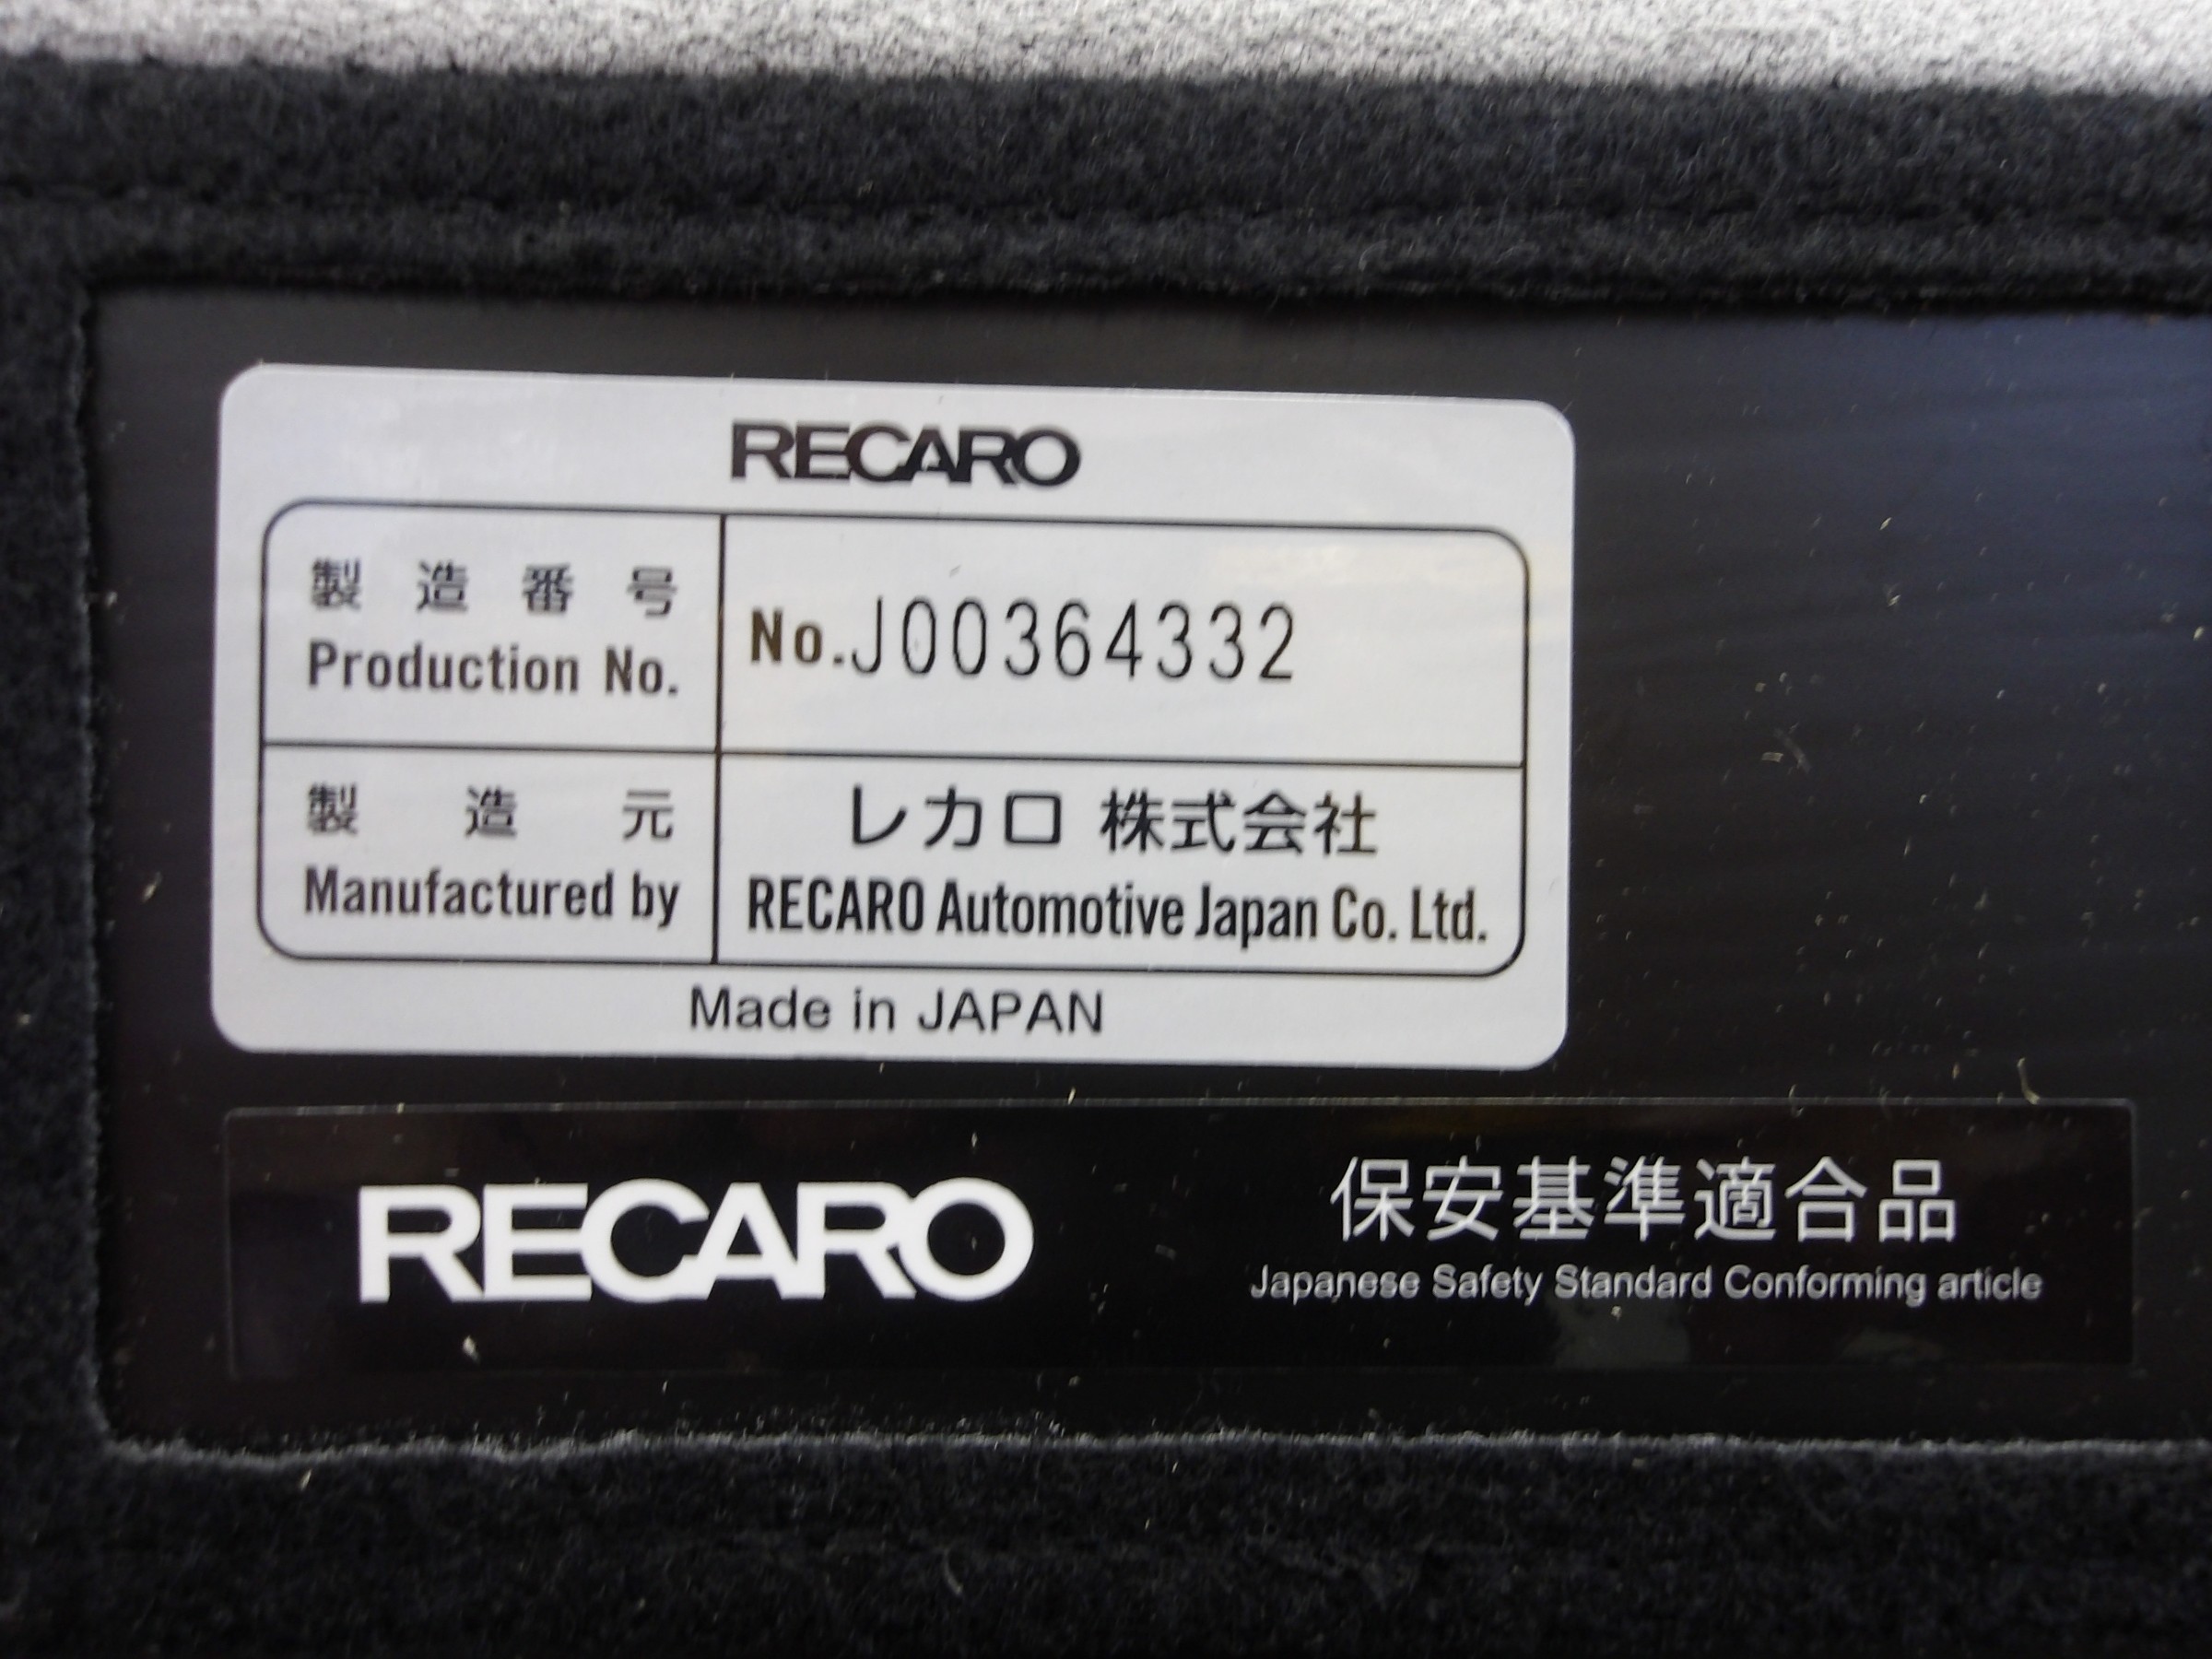 RECARO
製造番号
Production No.
No.J00364332
製造元
Manufactured by
レカロ 株式会社
RECARO Automotive Japan Co. Ltd.
Made in JAPAN
RECARO
保安基準適合品
Japanese Safety Standard Conforming article